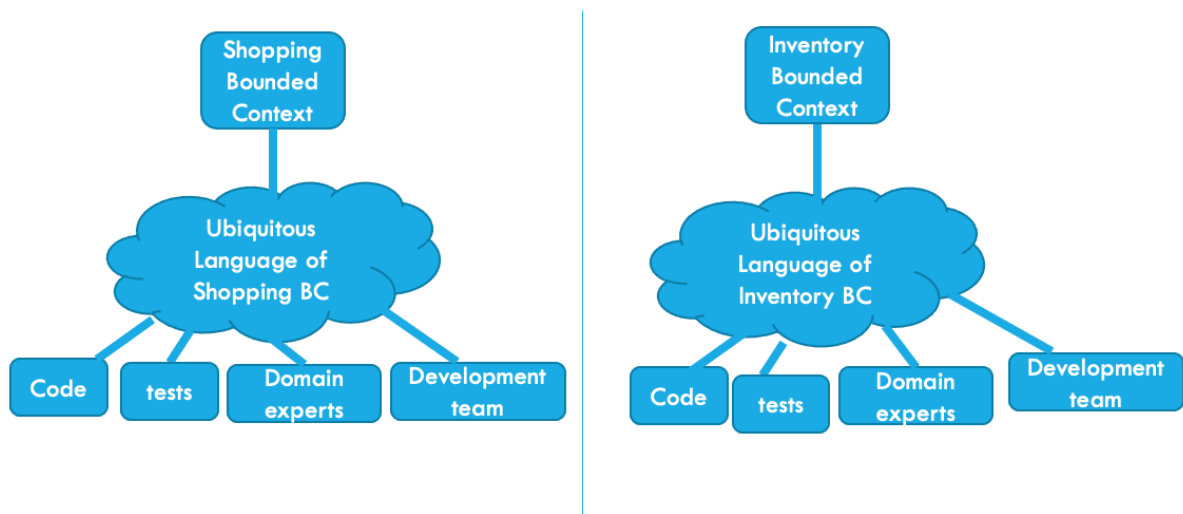 Shopping
Bounded
Context
Ubiquitous
Language of
Shopping BC
Code
tests
Domain
experts
Development
team
Inventory
Bounded
Context
Ubiquitous
Language of
Inventory BC
Code
tests
Domain
experts
Development
team